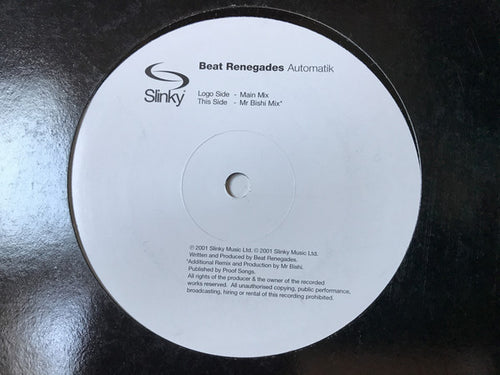 Slinky
Beat Renegades Automatik
Logo Side - Main Mix
This Side - Mr Bishi Mix*
℗ 2001 Slinky Music Ltd. © 2001 Slinky Music Ltd.
Written and Produced by Beat Renegades.
*Additional Remix and Production by Mr Bishi.
Published by Proof Songs.
All rights of the producer & the owner of the recorded
works reserved. All unauthorised copying, public performance,
broadcasting, hiring or rental of this recording prohibited.